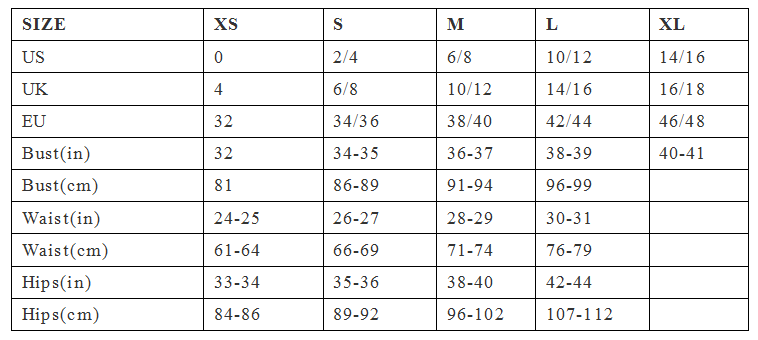 SIZE XS S M L XL
US 0 2/4 6/8 10/12 14/16
UK 4 6/8 10/12 14/16 16/18
EU 32 34/36 38/40 42/44 46/48
Bust(in) 32 34-35 36-37 38-39 40-41
Bust(cm) 81 86-89 91-94 96-99
Waist(in) 24-25 26-27 28-29 30-31
Waist(cm) 61-64 66-69 71-74 76-79
Hips(in) 33-34 35-36 38-40 42-44
Hips(cm) 84-86 89-92 96-102 107-112